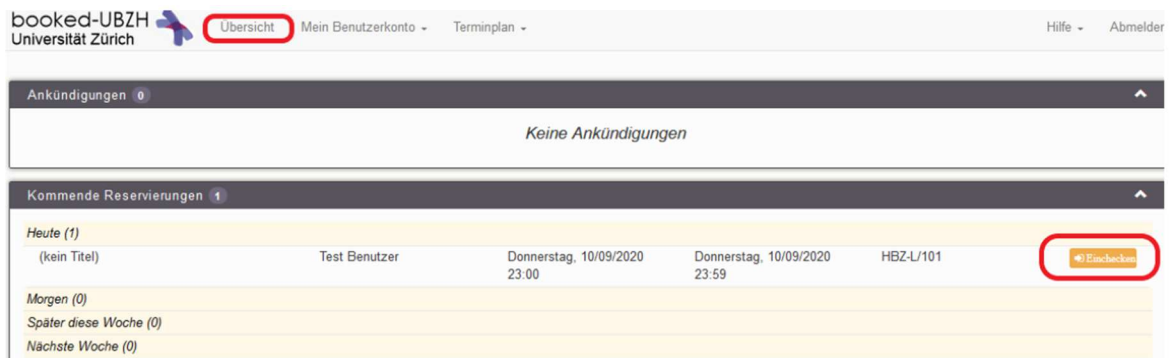 booked-UBZH
Universität Zürich
Übersicht Mein Benutzerkonto Terminplan Hilfe Abmelden
Ankündigungen 0
Keine Ankündigungen
Kommende Reservierungen 1
Heute (1)
(kein Titel) Test Benutzer Donnerstag, 10/09/2020 Donnerstag, 10/09/2020 HBZ-L/101 Einchecken
23:00 23:59
Morgen (0)
Später diese Woche (0)
Nächste Woche (0)